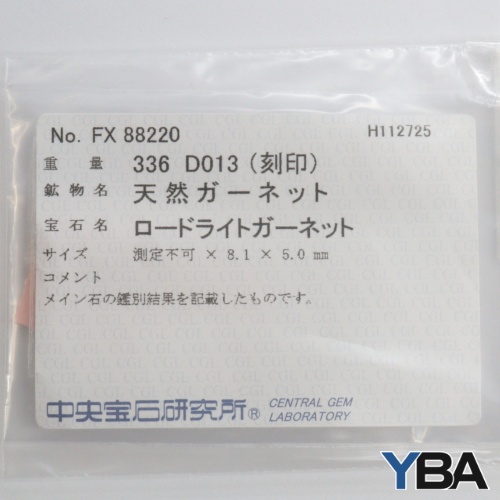 No. FX 88220 H112725
重量 336 D013 (刻印)
鉱物名 天然ガーネット
宝石名 ロードライトガーネット
サイズ 測定不可 × 8.1 × 5.0 mm
コメント
メイン石の鑑別結果を記載したものです。
中央宝石研究所® CENTRAL GEM
LABORATORY
YBA